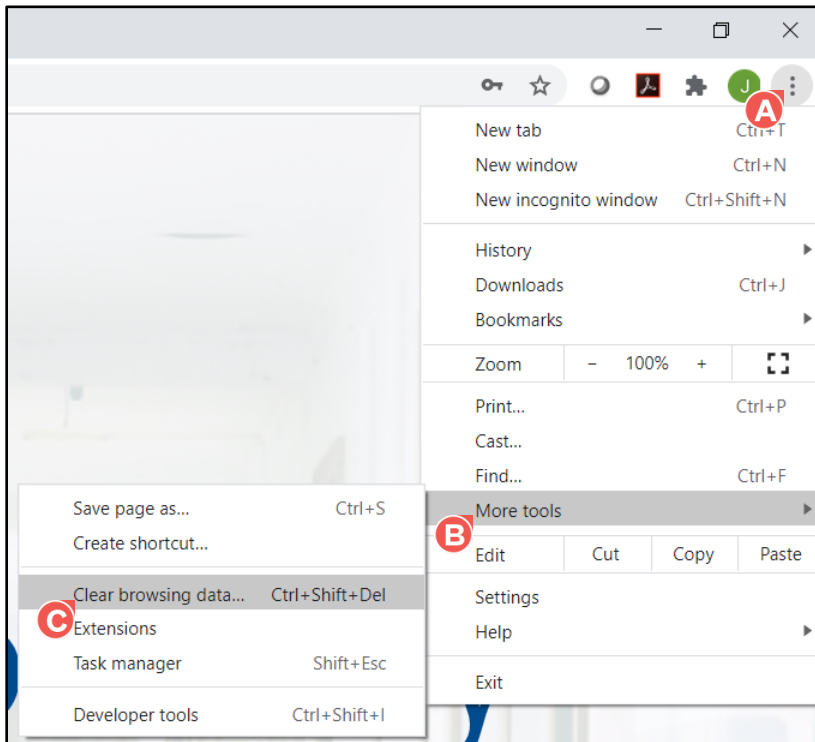 J
A
New tab Ctrl+T
New window Ctrl+N
New incognito window Ctrl+Shift+N
History
Downloads Ctrl+J
Bookmarks
Zoom − 100% +
Print... Ctrl+P
Cast...
Find... Ctrl+F
More tools
B
Edit Cut Copy Paste
Settings
Help
Exit
Save page as... Ctrl+S
Create shortcut...
Clear browsing data... Ctrl+Shift+Del
C
Extensions
Task manager Shift+Esc
Developer tools Ctrl+Shift+I